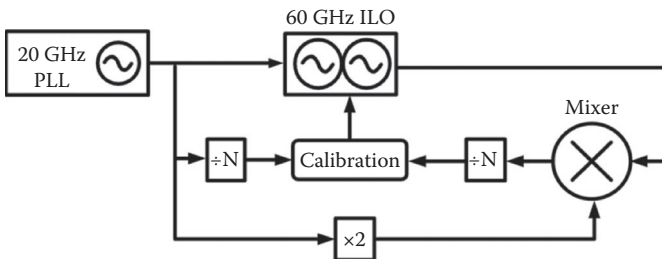 60 GHz ILO
20 GHz
PLL
Mixer
÷N
Calibration
÷N
×2